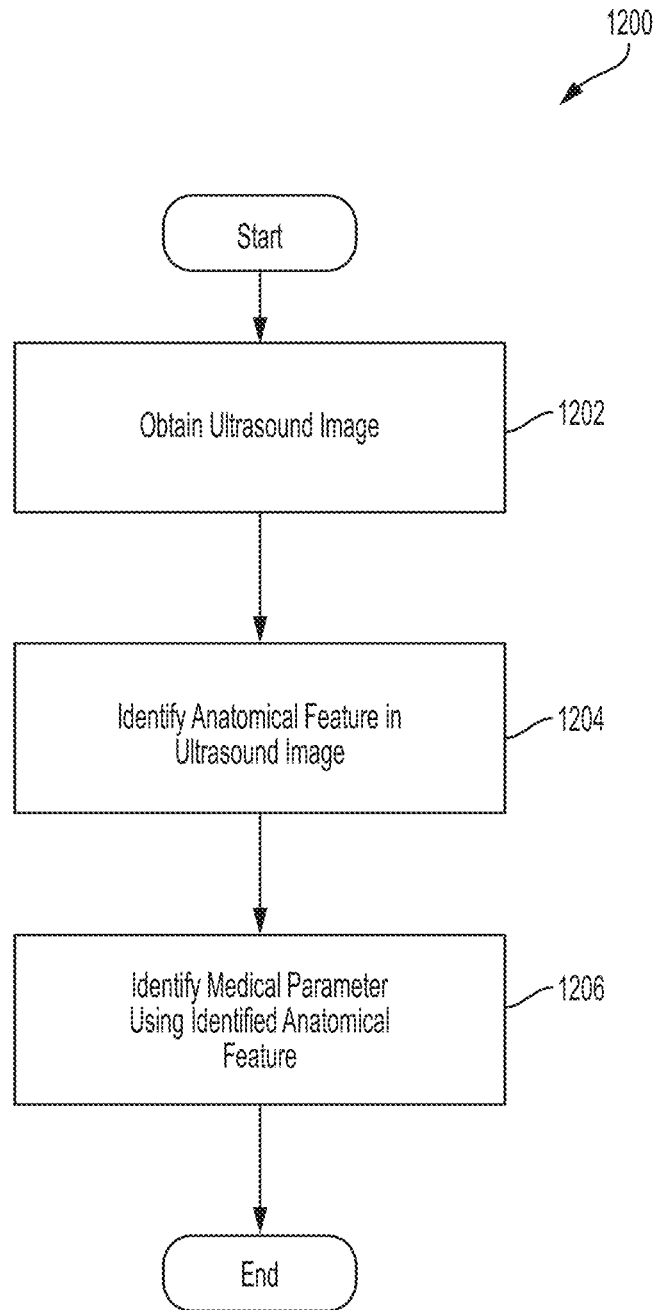 1200
Start
Obtain Ultrasound Image
1202
Identify Anatomical Feature in
Ultrasound Image
1204
Identify Medical Parameter
Using Identified Anatomical
Feature
1206
End